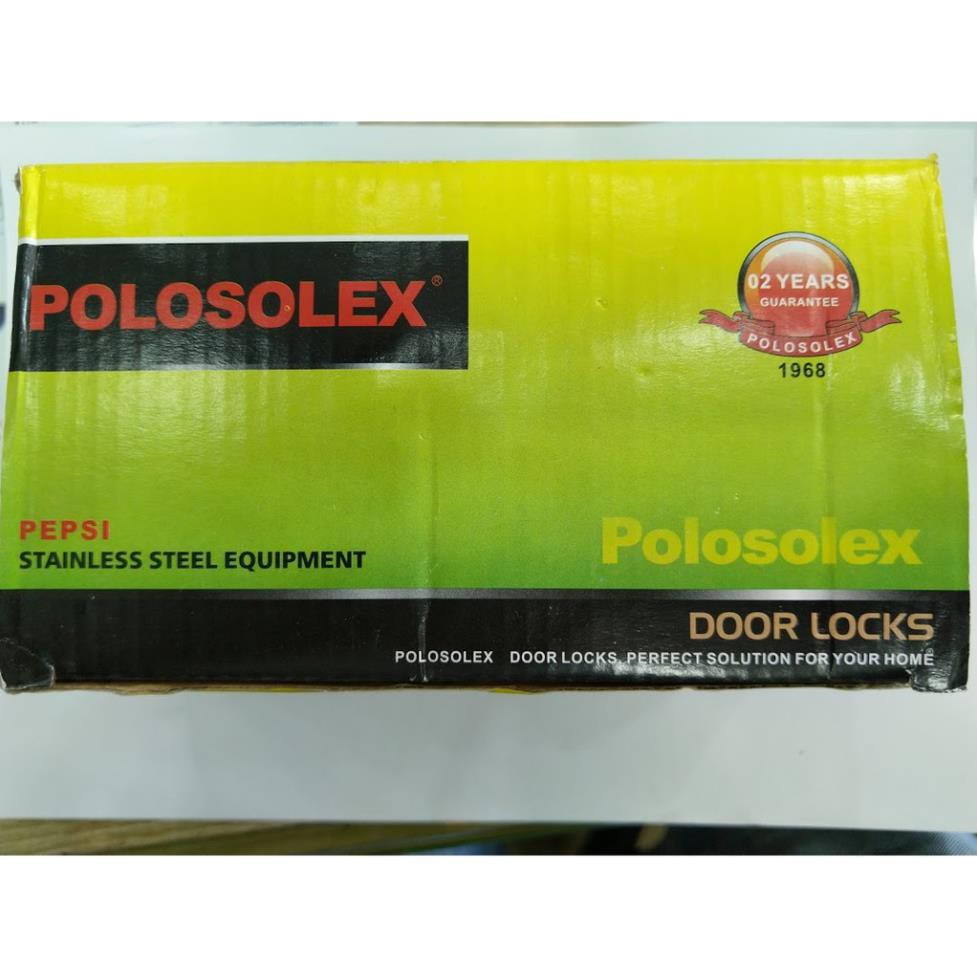 POLOSOLEX®
02 YEARS
GUARANTEE
POLOSOLEX
1968
PEPSI
STAINLESS STEEL EQUIPMENT
Polosolex
DOOR LOCKS
POLOSOLEX DOOR LOCKS. PERFECT SOLUTION FOR YOUR HOME®